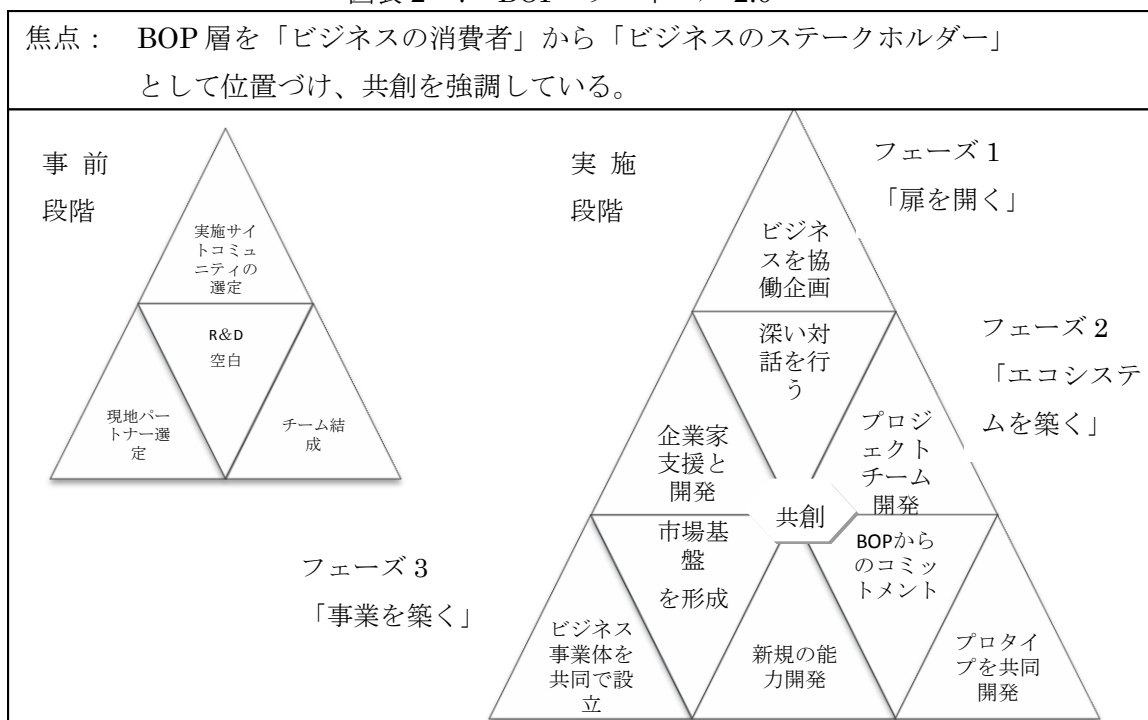 焦点： BOP 層を「ビジネスの消費者」から「ビジネスのステークホルダー」
として位置づけ、共創を強調している。
事 前
段階
実施サイ
トコミュ
ニティの
選定
R&D
空白
現地パー
トナー選
定
チーム結
成
実 施
段階
フェーズ 1
「扉を開く」
ビジネ
スを協
働企画
深い対
話を行
う
フェーズ 2
「エコシステ
ムを築く」
企業家
支援と
開発
プロジ
ェクト
チーム
開発
共創
フェーズ 3
「事業を築く」
市場基
盤
を形成
BOPから
のコミッ
トメント
ビジネス
事業体を
共同で設
立
新規の能
力開発
プロタイ
プを共同
開発